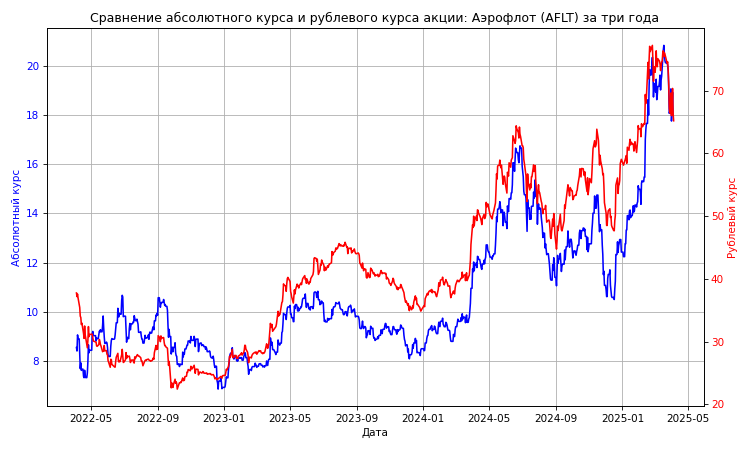 Сравнение абсолютного курса и рублевого курса акции: Аэрофлот (AFLT) за три года
Абсолютный курс
20
18
16
14
12
10
8
70
60
50
40
30
20
Рублевый курс
2022-05 2022-09 2023-01 2023-05 2023-09 2024-01 2024-05 2024-09 2025-01 2025-05
Дата